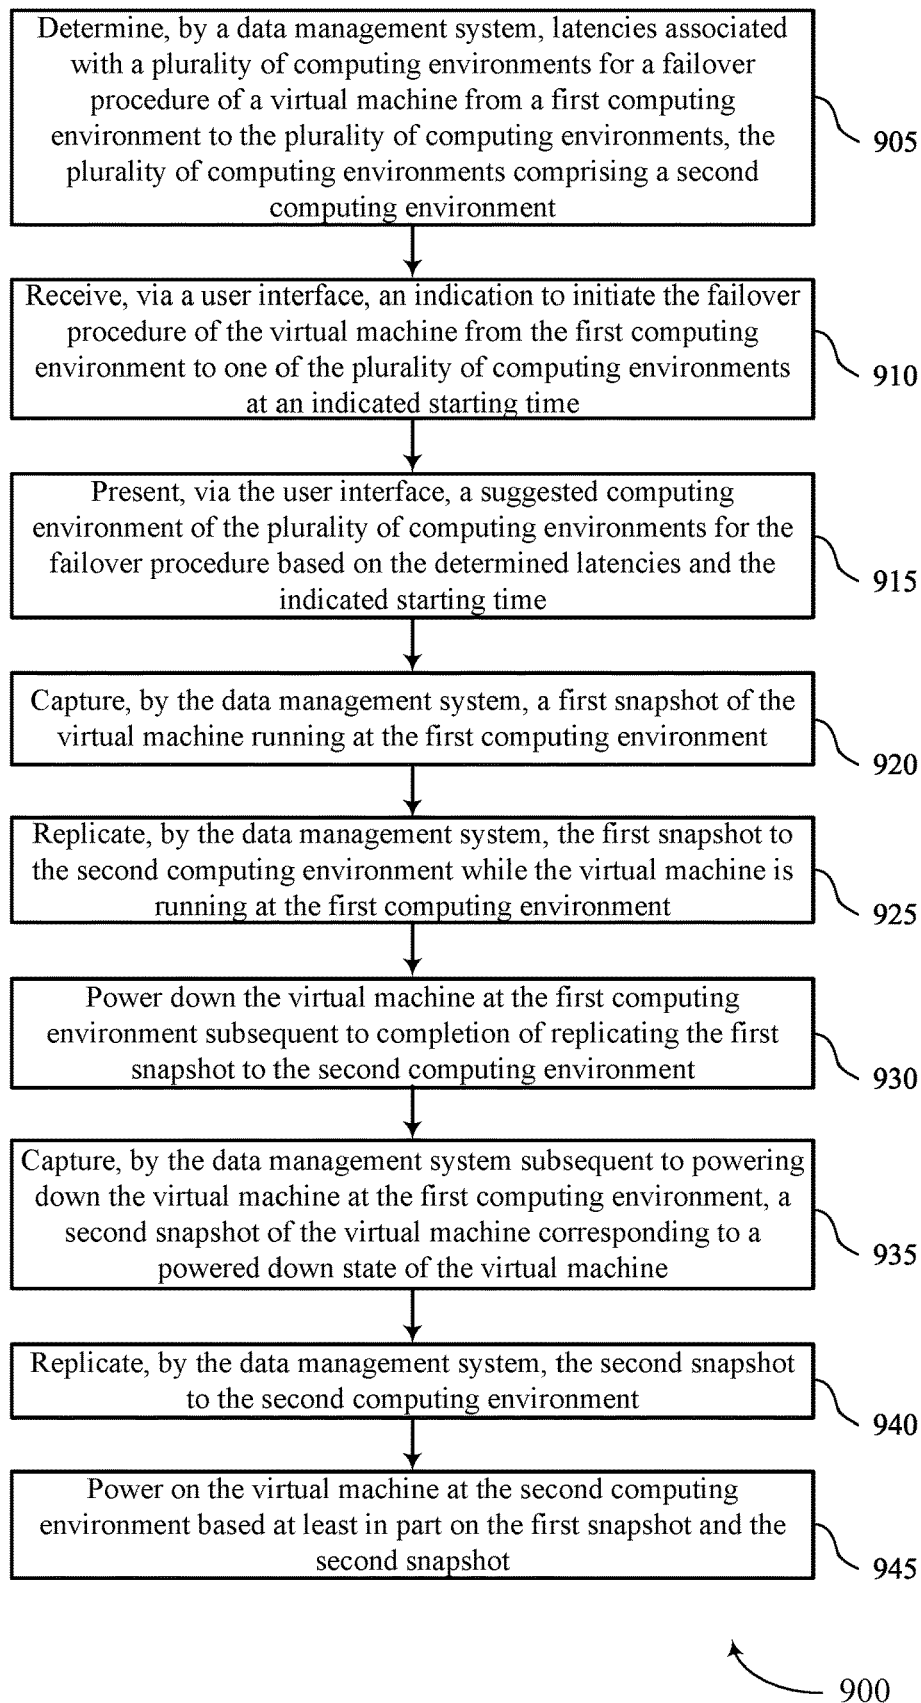 Determine, by a data management system, latencies associated
with a plurality of computing environments for a failover
procedure of a virtual machine from a first computing
environment to the plurality of computing environments, the
plurality of computing environments comprising a second
computing environment
905
Receive, via a user interface, an indication to initiate the failover
procedure of the virtual machine from the first computing
environment to one of the plurality of computing environments
at an indicated starting time
910
Present, via the user interface, a suggested computing
environment of the plurality of computing environments for the
failover procedure based on the determined latencies and the
indicated starting time
915
Capture, by the data management system, a first snapshot of the
virtual machine running at the first computing environment
920
Replicate, by the data management system, the first snapshot to
the second computing environment while the virtual machine is
running at the first computing environment
925
Power down the virtual machine at the first computing
environment subsequent to completion of replicating the first
snapshot to the second computing environment
930
Capture, by the data management system subsequent to powering
down the virtual machine at the first computing environment, a
second snapshot of the virtual machine corresponding to a
powered down state of the virtual machine
935
Replicate, by the data management system, the second snapshot
to the second computing environment
940
Power on the virtual machine at the second computing
environment based at least in part on the first snapshot and the
second snapshot
945
900